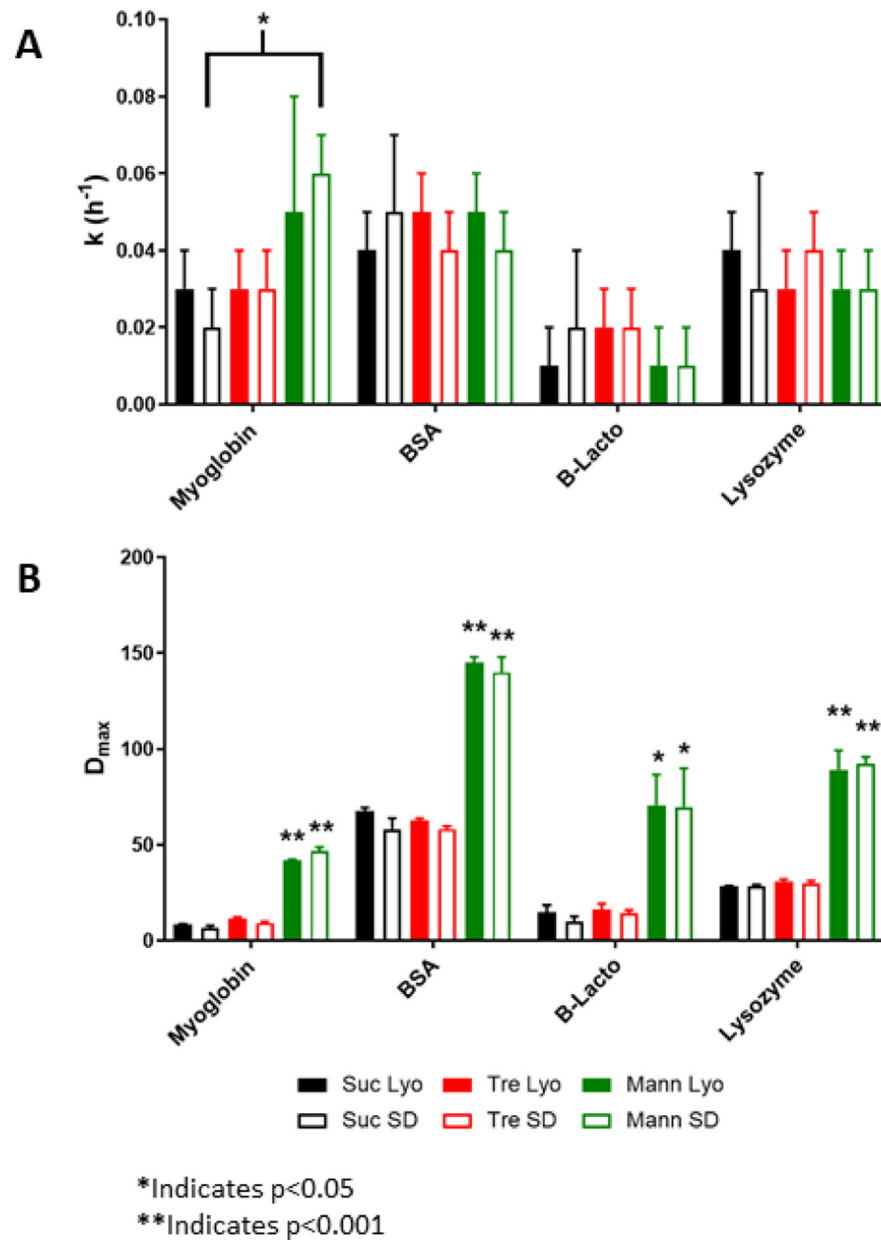 A
*
0.10
0.08
0.06
0.04
0.02
0.00
k (h⁻¹)
Myoglobin
BSA
B-Lacto
Lysozyme
B
200
150
100
50
0
Dmax
** **
** **
* *
** **
Myoglobin
BSA
B-Lacto
Lysozyme
Suc Lyo Tre Lyo Mann Lyo
Suc SD Tre SD Mann SD
*Indicates p<0.05
**Indicates p<0.001